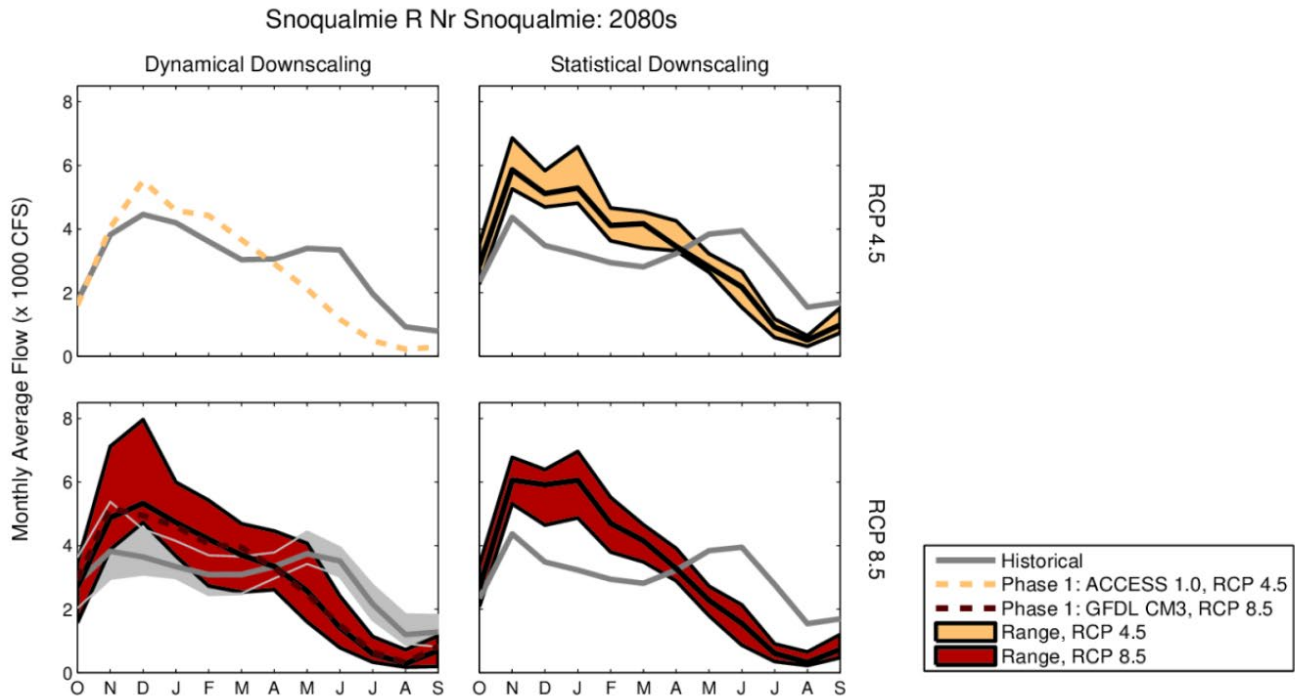 Snoqualmie R Nr Snoqualmie: 2080s
Dynamical Downscaling
Statistical Downscaling
Monthly Average Flow (x 1000 CFS)
8
6
4
2
0
RCP 4.5
8
6
4
2
0
O N D J F M A M J J A S
O N D J F M A M J J A S
RCP 8.5
Historical
Phase 1: ACCESS 1.0, RCP 4.5
Phase 1: GFDL CM3, RCP 8.5
Range, RCP 4.5
Range, RCP 8.5